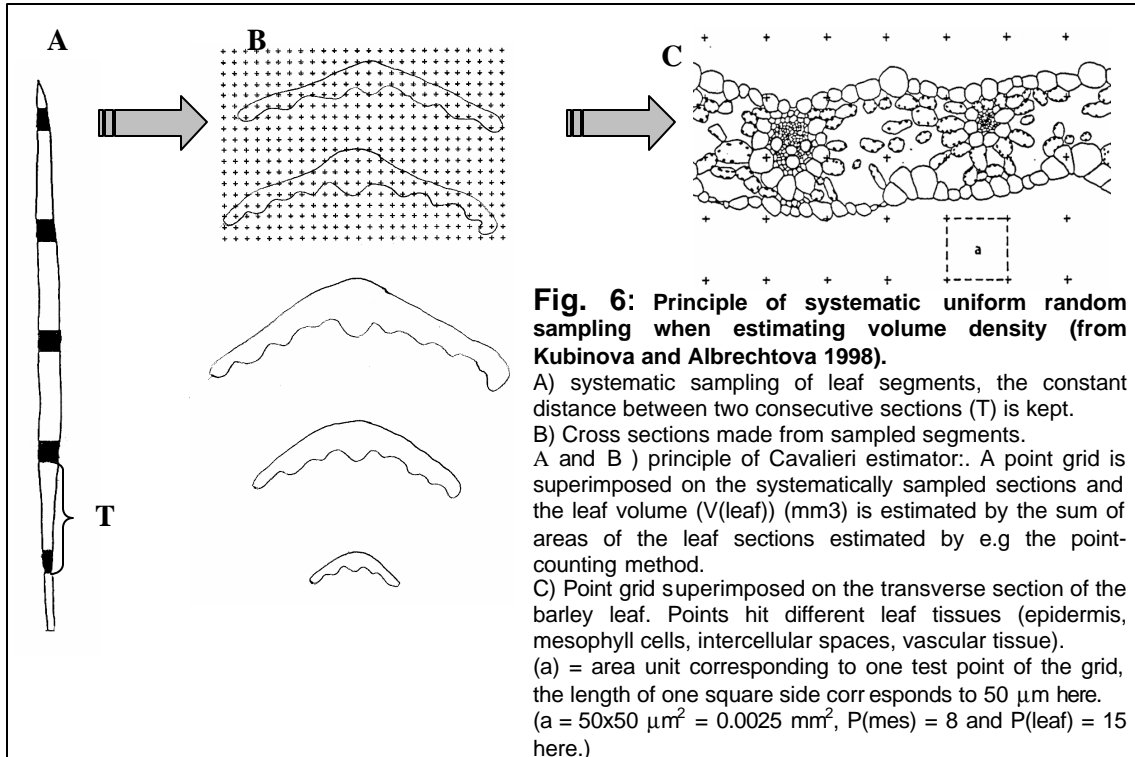 A
B
C
a
T
Fig. 6: Principle of systematic uniform random
sampling when estimating volume density (from
Kubinova and Albrechtova 1998).
A) systematic sampling of leaf segments, the constant
distance between two consecutive sections (T) is kept.
B) Cross sections made from sampled segments.
A and B ) principle of Cavalieri estimator:. A point grid is
superimposed on the systematically sampled sections and
the leaf volume (V(leaf)) (mm3) is estimated by the sum of
areas of the leaf sections estimated by e.g the point-
counting method.
C) Point grid superimposed on the transverse section of the
barley leaf. Points hit different leaf tissues (epidermis,
mesophyll cells, intercellular spaces, vascular tissue).
(a) = area unit corresponding to one test point of the grid,
the length of one square side corr esponds to 50 μm here.
(a = 50x50 μm² = 0.0025 mm², P(mes) = 8 and P(leaf) = 15
here.)